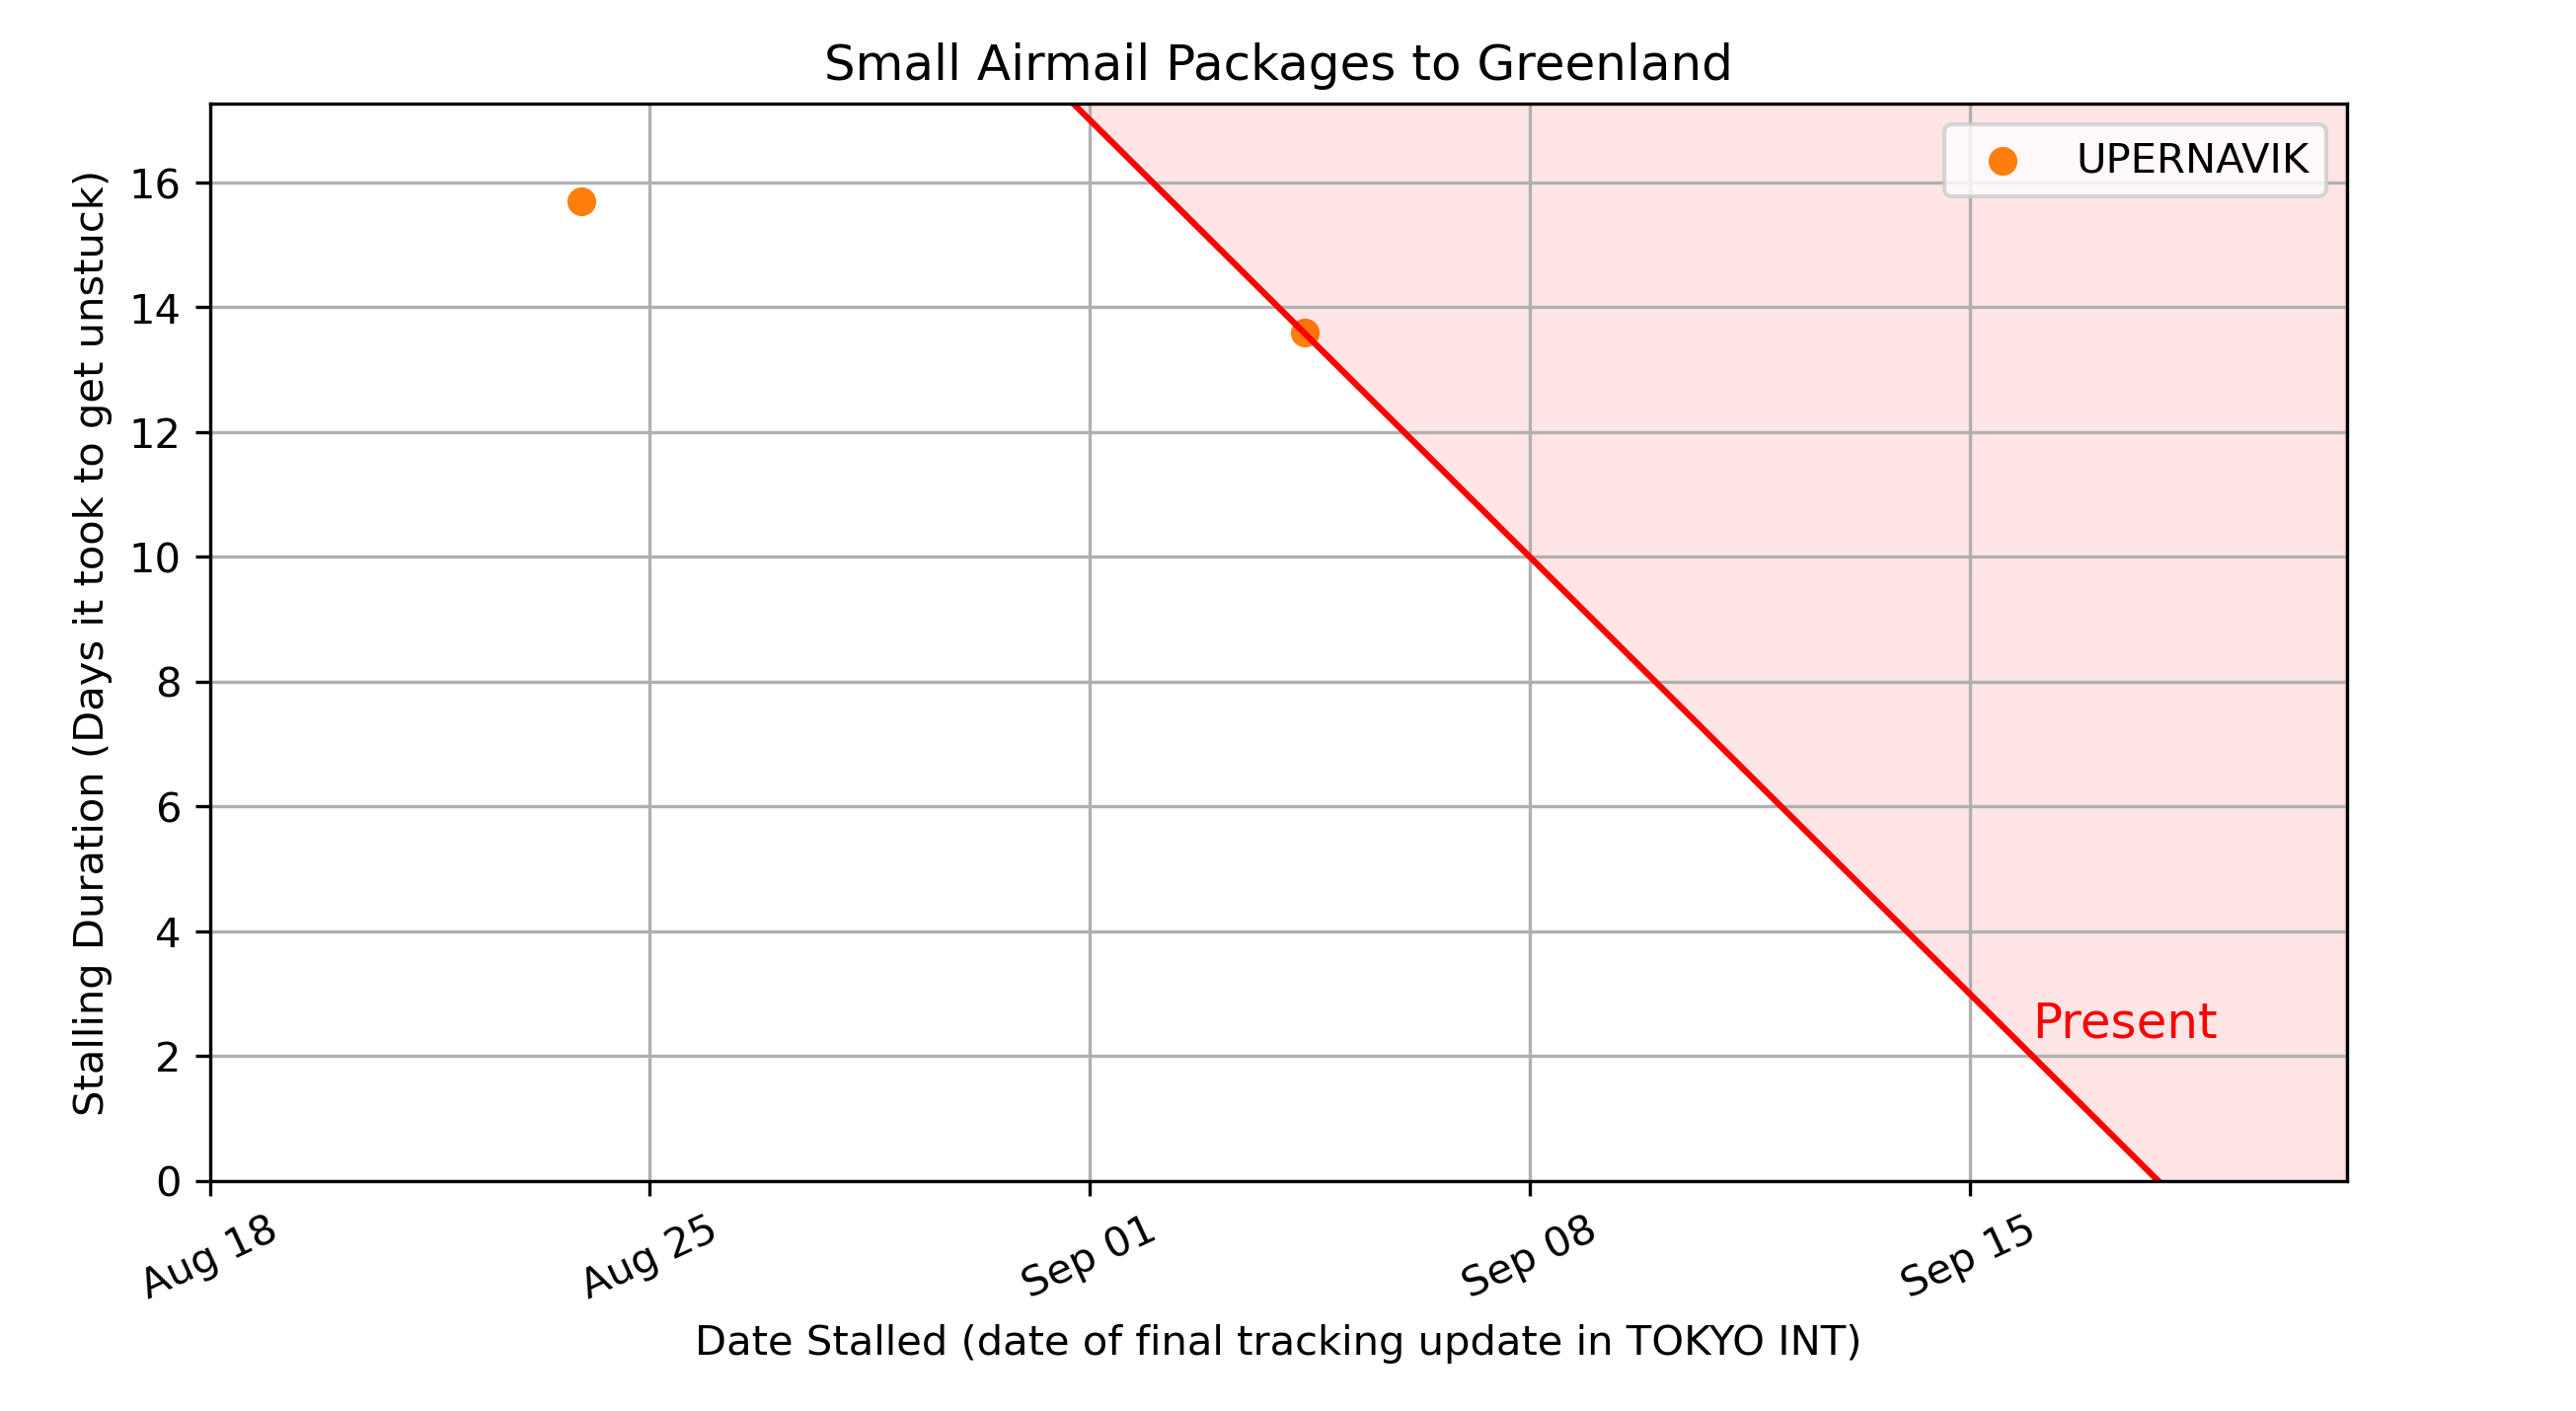 Small Airmail Packages to Greenland
UPERNAVIK
Stalling Duration (Days it took to get unstuck)
16
14
12
10
8
6
4
2
0
Present
Aug 18
Aug 25
Sep 01
Sep 08
Sep 15
Date Stalled (date of final tracking update in TOKYO INT)